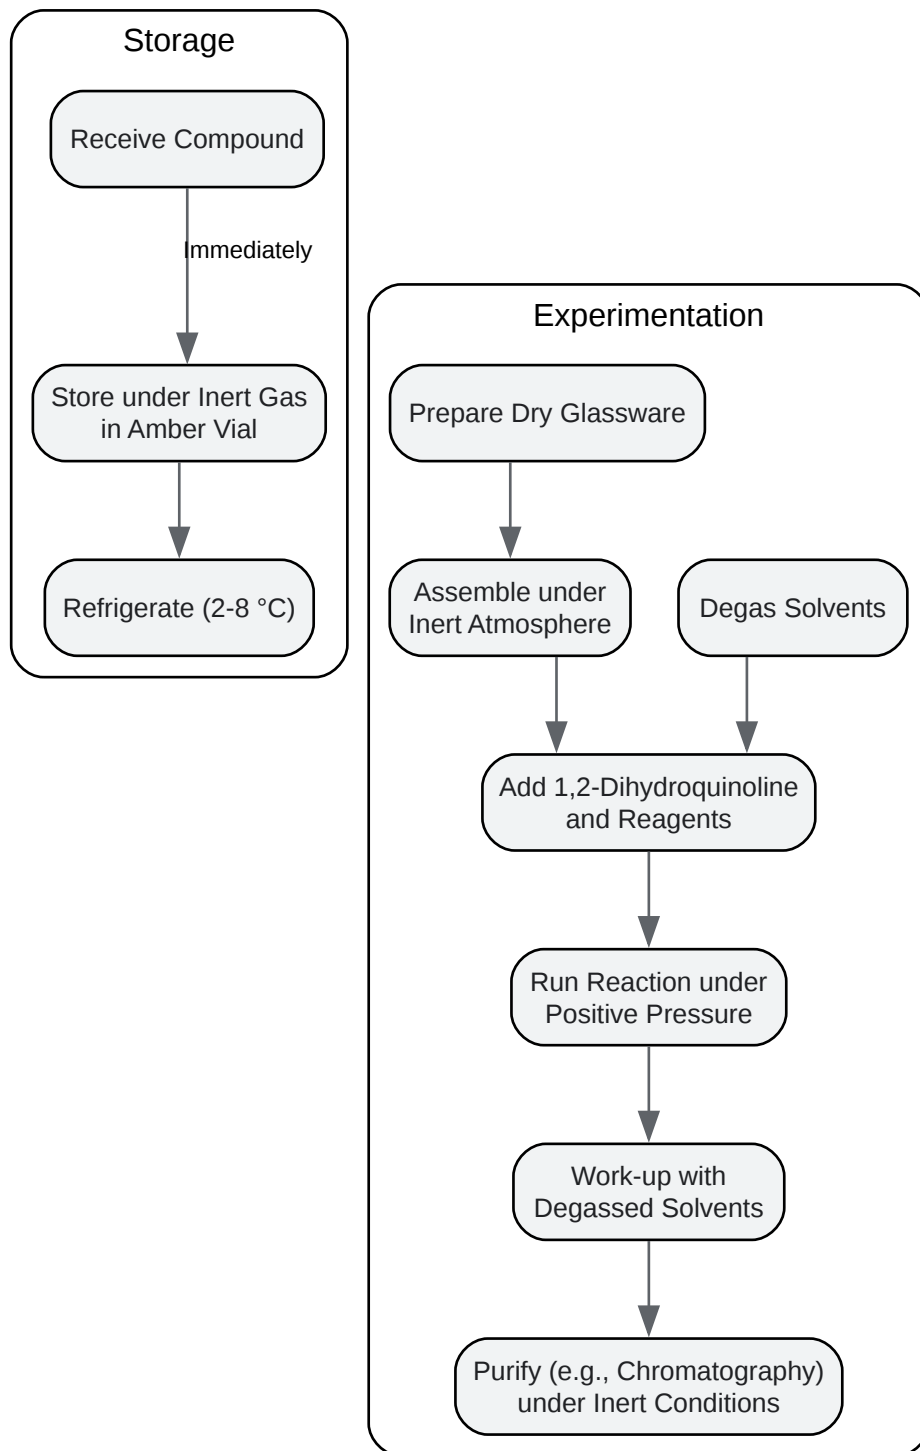 Storage
Receive Compound
Immediately
Store under Inert Gas
in Amber Vial
Refrigerate (2-8 °C)
Experimentation
Prepare Dry Glassware
Assemble under
Inert Atmosphere
Degas Solvents
Add 1,2-Dihydroquinoline
and Reagents
Run Reaction under
Positive Pressure
Work-up with
Degassed Solvents
Purify (e.g., Chromatography)
under Inert Conditions